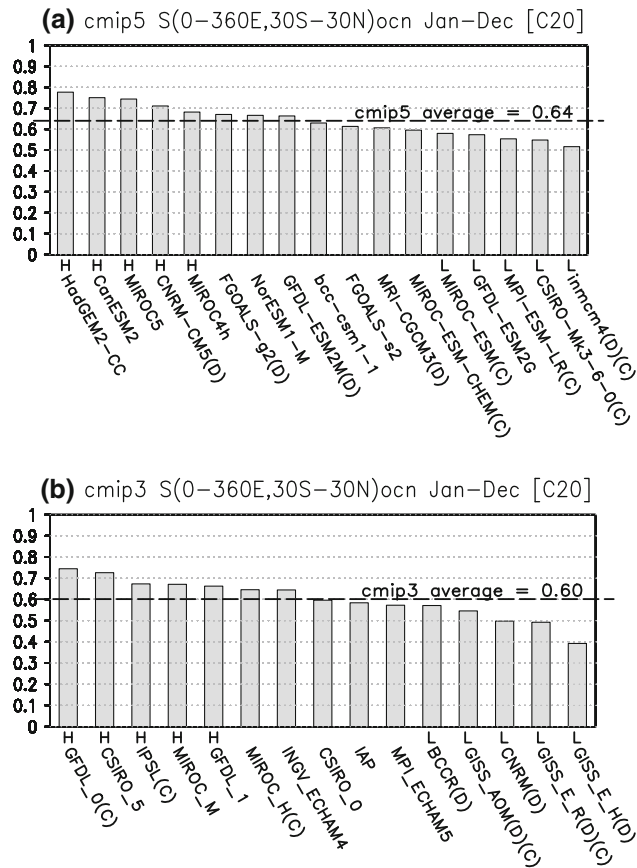 (a) cmip5 S(0-360E,30S-30N)ocn Jan-Dec [C20]
1
0.9
0.8
0.7
0.6
0.5
0.4
0.3
0.2
0.1
0
cmip5 average = 0.64
H HadGEM2-CC
H CanESM2
H MIROC5
H CNRM-CM5(D)
H MIROC4h
FGOALS-g2(D)
NorESM1-M
GFDL-ESM2M(D)
bcc-csm1-1
FGOALS-s2
MRI-CGCM3(D)
MIROC-ESM-CHEM(C)
L MIROC-ESM(C)
L GFDL-ESM2G
L MPI-ESM-LR(C)
L CSIRO-Mk3-6-0(C)
L inmcm4(D)(C)
(b) cmip3 S(0-360E,30S-30N)ocn Jan-Dec [C20]
1
0.9
0.8
0.7
0.6
0.5
0.4
0.3
0.2
0.1
0
cmip3 average = 0.60
H GFDL_0(C)
H CSIRO_5
H IPSL(C)
H MIROC_M
H GFDL_1
MIROC_H(C)
INGV_ECHAM4
CSIRO_0
IAP
MPI_ECHAM5
L BCCR(D)
L GISS_AOM(D)(C)
L CNRM(D)
L GISS_E_R(D)(C)
L GISS_E_H(D)